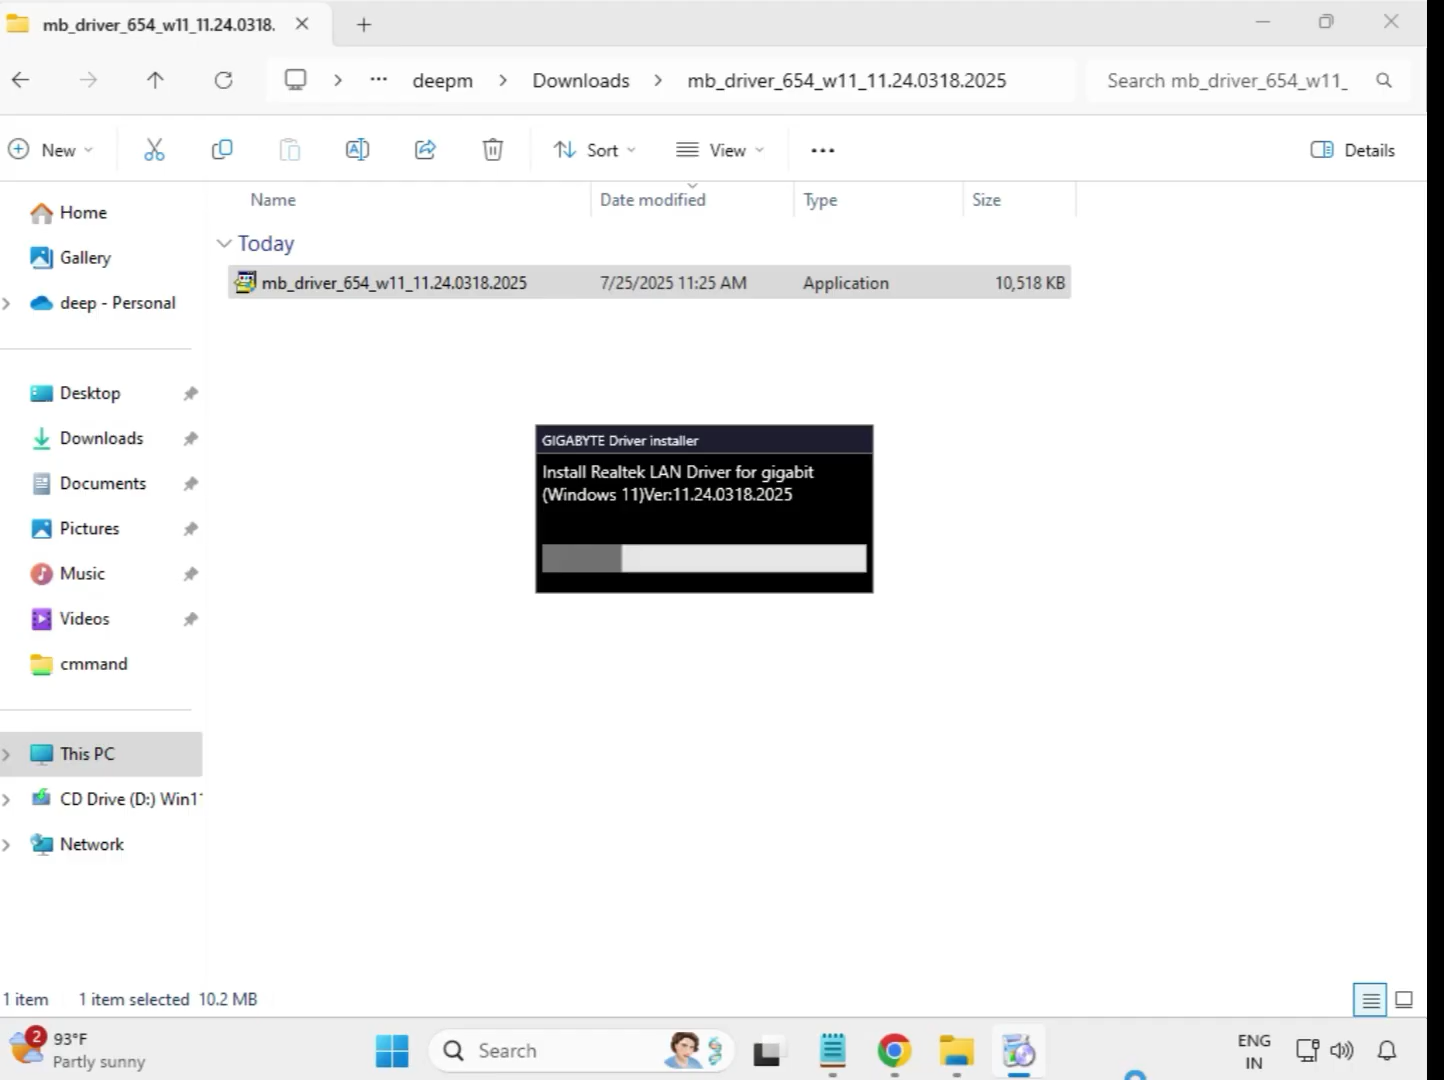 mb_driver_654_w11_11.24.0318.
deepm > Downloads > mb_driver_654_w11_11.24.0318.2025
Search mb_driver_654_w11_
New
Sort
View
Details
Name Date modified Type Size
Today
mb_driver_654_w11_11.24.0318.2025 7/25/2025 11:25 AM Application 10,518 KB
Home
Gallery
deep - Personal
Desktop
Downloads
Documents
Pictures
Music
Videos
cmmand
This PC
CD Drive (D:) Win1
Network
GIGABYTE Driver installer
Install Realtek LAN Driver for gigabit
(Windows 11)Ver:11.24.0318.2025
1 item 1 item selected 10.2 MB
2
93°F
Partly sunny
Search
ENG
IN